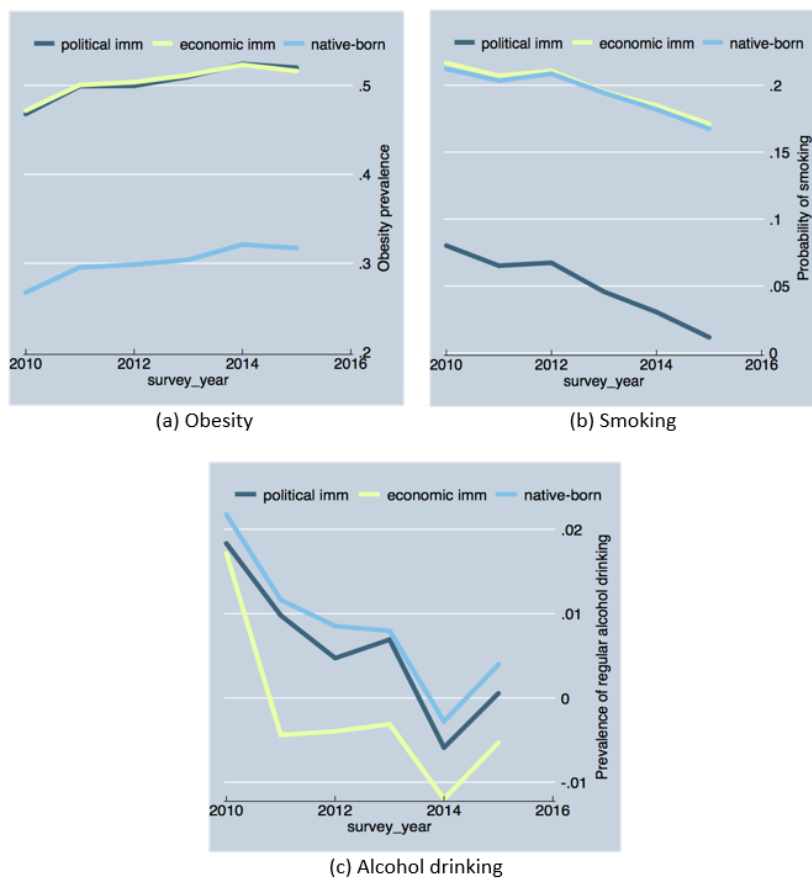 political imm economic imm native-born
.5
.4
.3
.2
Obesity prevalence
2010 2012 2014 2016
survey_year
(a) Obesity
political imm economic imm native-born
.2
.15
.1
.05
0
Probability of smoking
2010 2012 2014 2016
survey_year
(b) Smoking
political imm economic imm native-born
.02
.01
0
-.01
Prevalence of regular alcohol drinking
2010 2012 2014 2016
survey_year
(c) Alcohol drinking